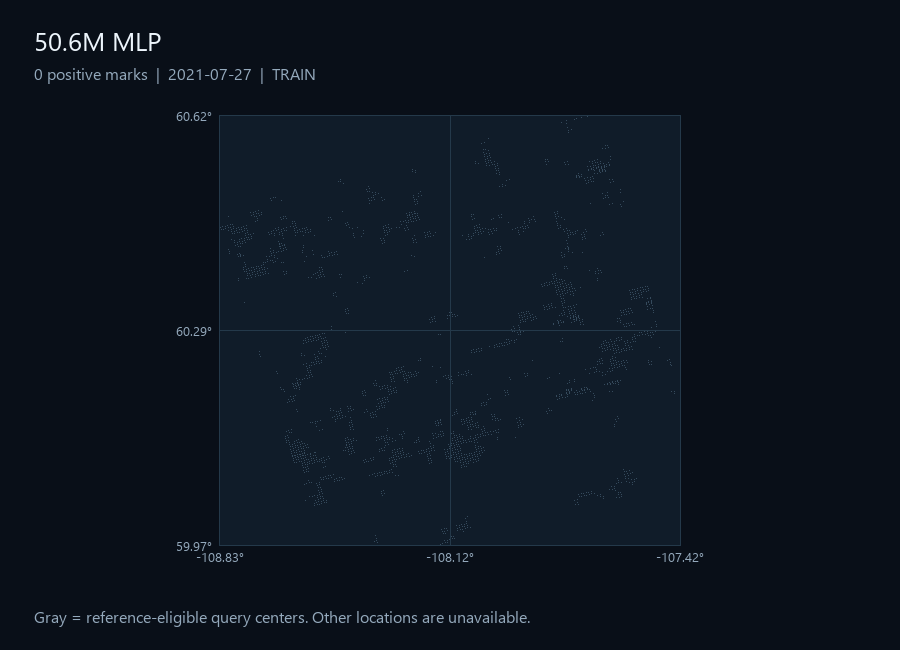 50.6M MLP
0 positive marks | 2021-07-27 | TRAIN
60.62°
60.29°
59.97°
-108.83° -108.12° -107.42°
Gray = reference-eligible query centers. Other locations are unavailable.